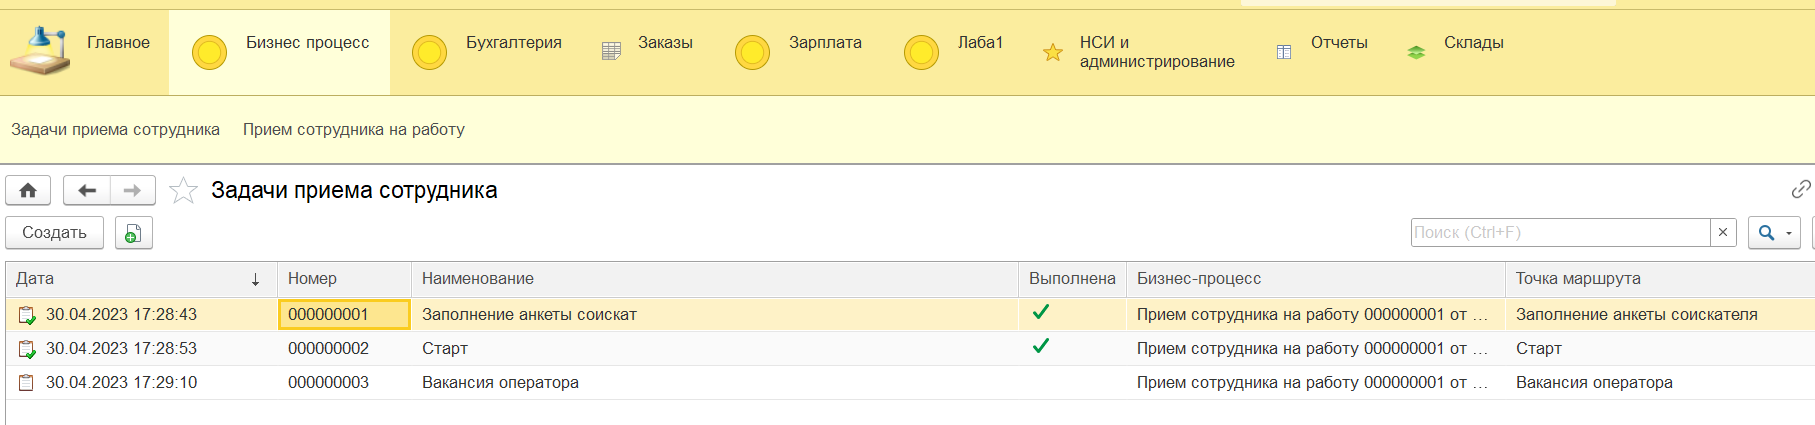 Главное
Бизнес процесс
Бухгалтерия
Заказы
Зарплата
Лаба1
НСИ и
администрирование
Отчеты
Склады
Задачи приема сотрудника Прием сотрудника на работу
Задачи приема сотрудника
Создать Поиск (Ctrl+F)
Дата Номер Наименование Выполнена Бизнес-процесс Точка маршрута
30.04.2023 17:28:43 000000001 Заполнение анкеты соискат Прием сотрудника на работу 000000001 от ... Заполнение анкеты соискателя
30.04.2023 17:28:53 000000002 Старт Прием сотрудника на работу 000000001 от ... Старт
30.04.2023 17:29:10 000000003 Вакансия оператора Прием сотрудника на работу 000000001 от ... Вакансия оператора